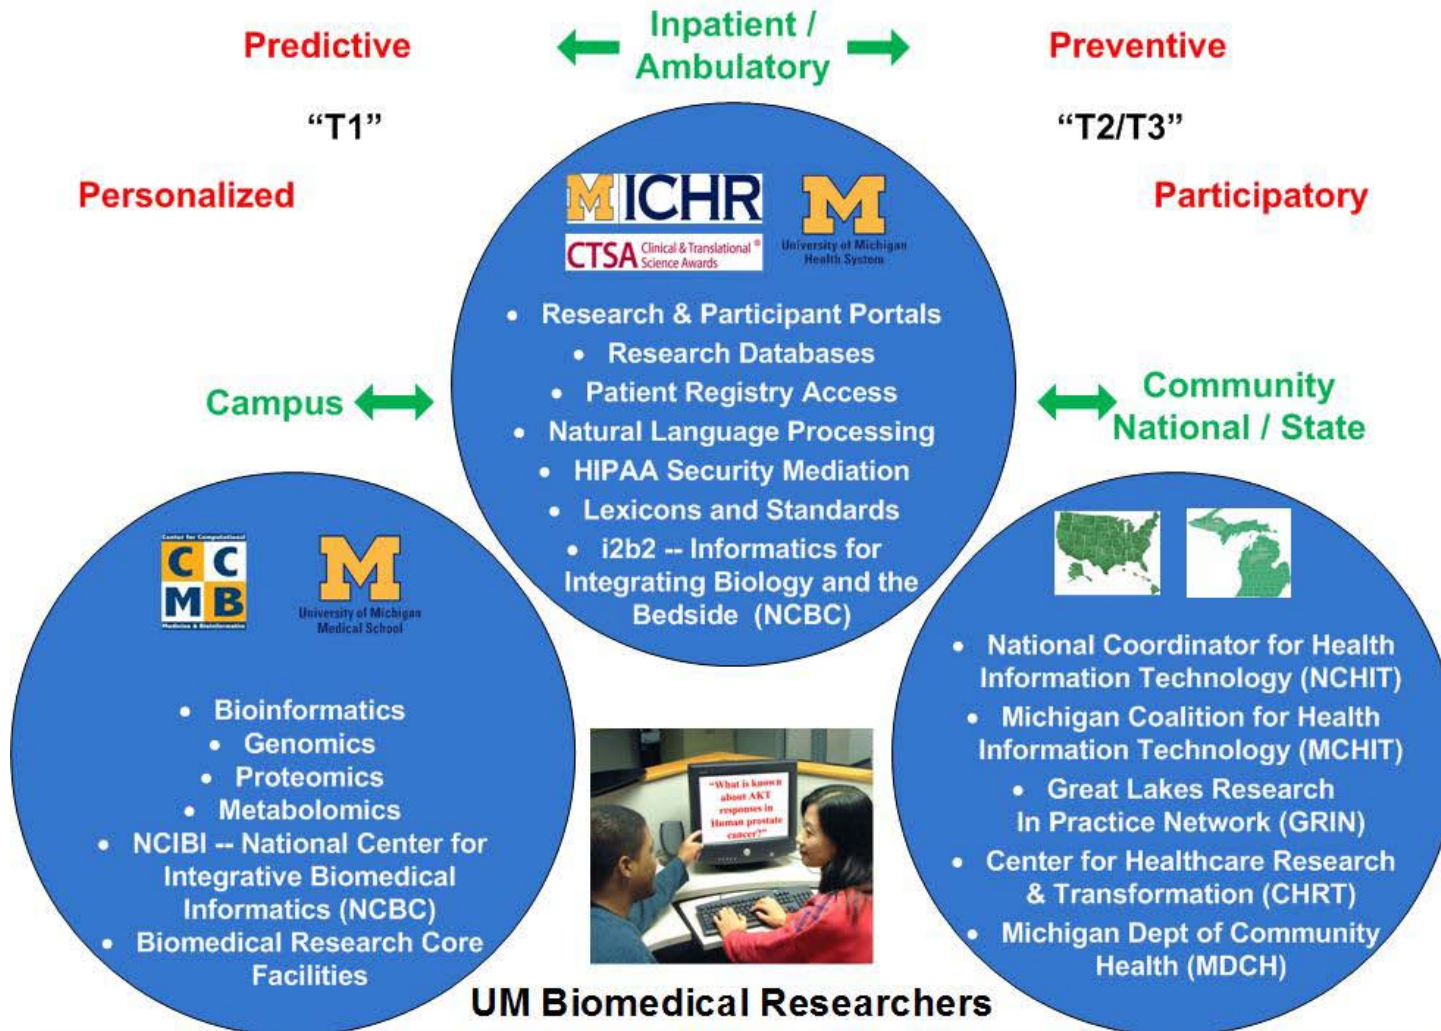 Inpatient /
Ambulatory
Predictive
Preventive
“T1”
“T2/T3”
Personalized
Participatory
M ICHR
CTSA Clinical & Translational ®
Science Awards
M
University of Michigan
Health System
• Research & Participant Portals
• Research Databases
• Patient Registry Access
• Natural Language Processing
• HIPAA Security Mediation
• Lexicons and Standards
• i2b2 -- Informatics for
Integrating Biology and the
Bedside (NCBC)
Campus
Community
National / State
Center for Computational
C C
M B
Medicine & Bioinformatics
M
University of Michigan
Medical School
• Bioinformatics
• Genomics
• Proteomics
• Metabolomics
• NCIBI -- National Center for
Integrative Biomedical
Informatics (NCBC)
• Biomedical Research Core
Facilities
“What is known
about AKT
responses in
Human prostate
cancer?”
• National Coordinator for Health
Information Technology (NCHIT)
• Michigan Coalition for Health
Information Technology (MCHIT)
• Great Lakes Research
In Practice Network (GRIN)
• Center for Healthcare Research
& Transformation (CHRT)
• Michigan Dept of Community
Health (MDCH)
UM Biomedical Researchers